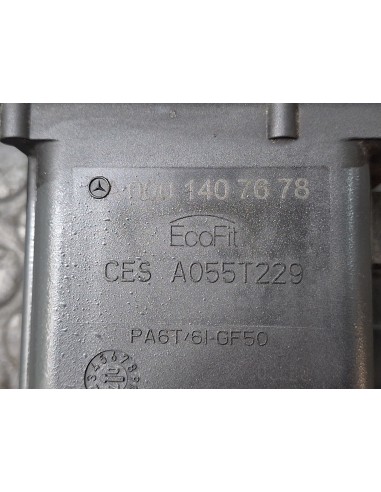 000 140 76 78
EcoFit
CES A055T229
PA6T/6I-GF50